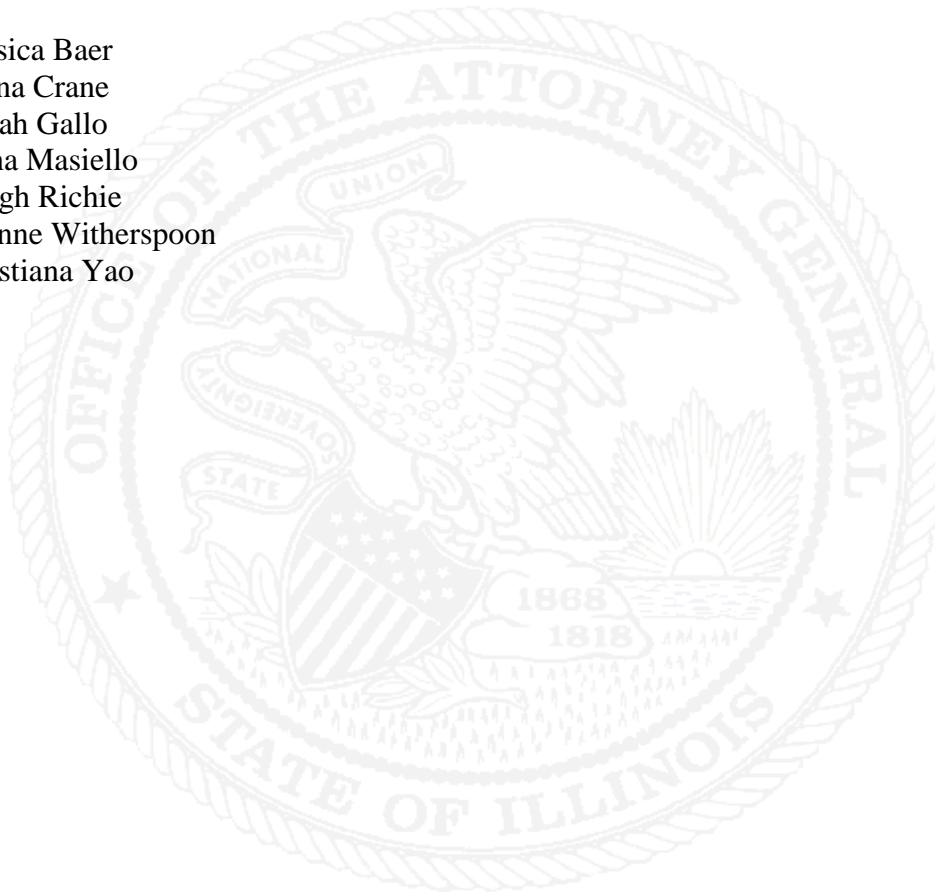 sica Baer
na Crane
ah Gallo
na Masiello
gh Richie
nne Witherspoon
stiana Yao
OFFICE OF THE ATTORNEY GENERAL
STATE SOVEREIGNTY
NATIONAL UNION
1868
1818
STATE OF ILLINOIS